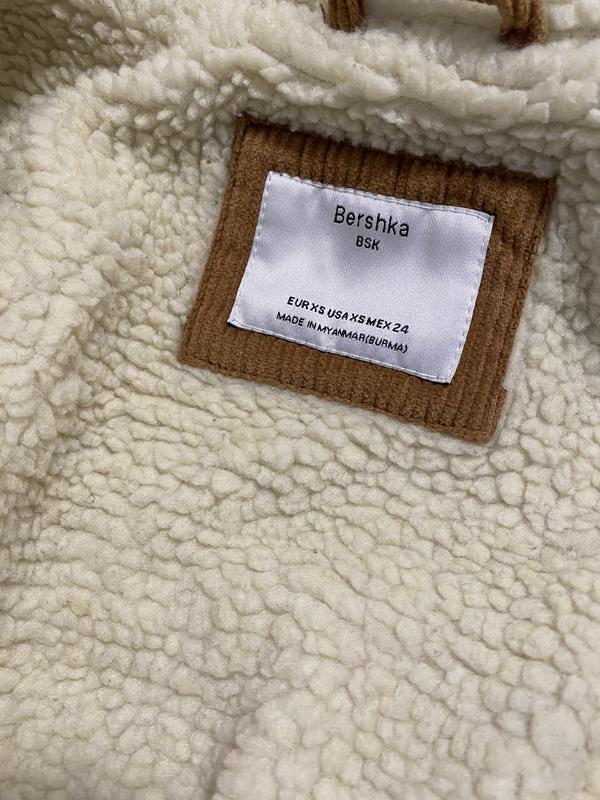 Bershka
BSK
EUR XS USA XS MEX 24
MADE IN MYANMAR(BURMA)